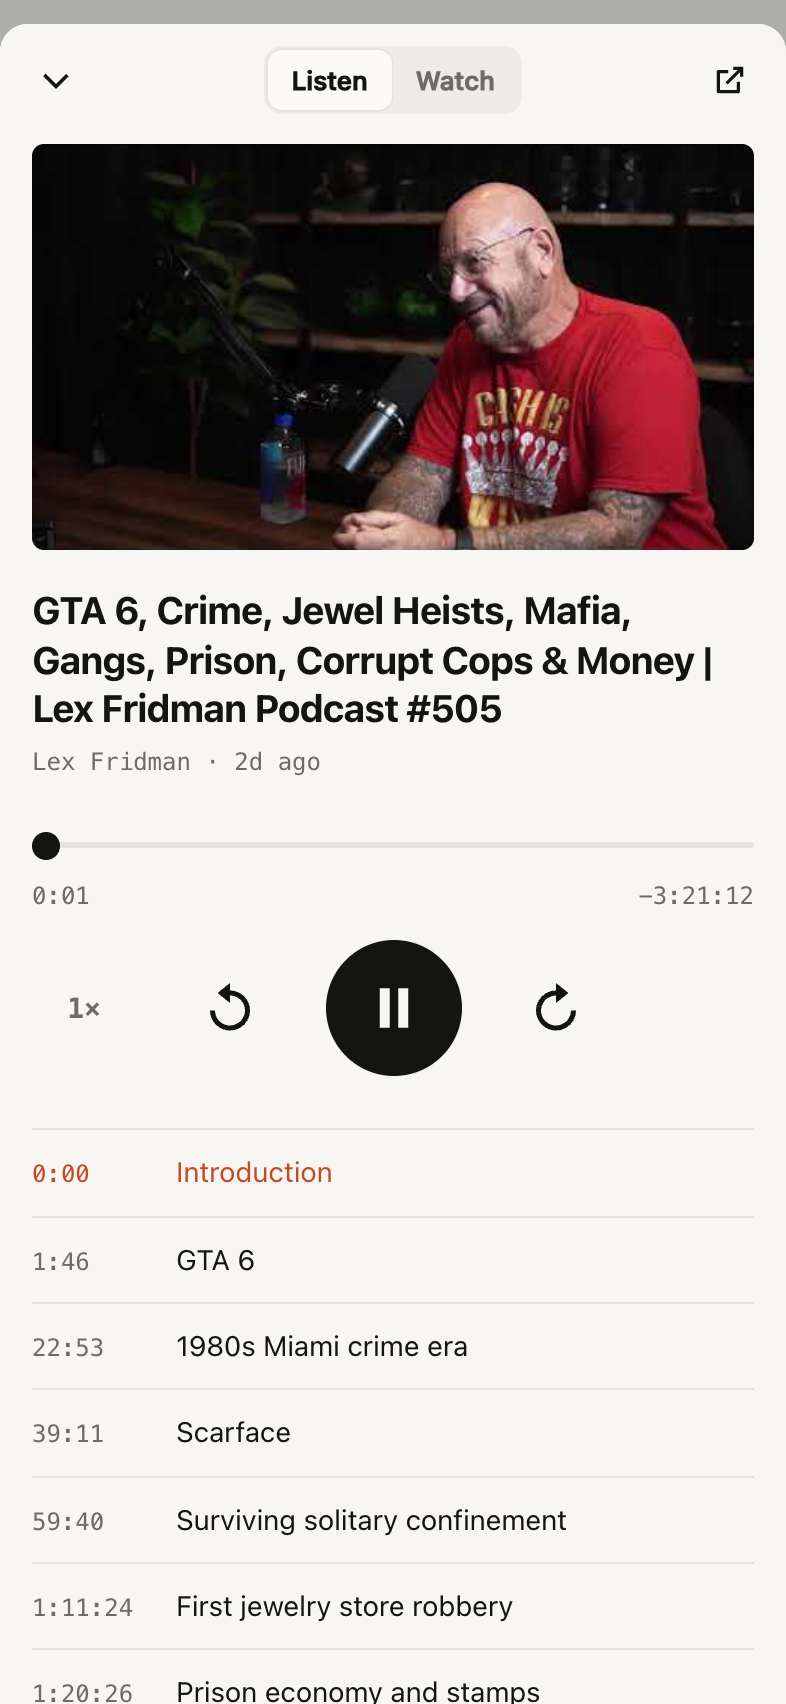 Listen
Watch
CASH IS
KING
GTA 6, Crime, Jewel Heists, Mafia,
Gangs, Prison, Corrupt Cops & Money |
Lex Fridman Podcast #505
Lex Fridman · 2d ago
0:01
−3:21:12
1×
0:00 Introduction
1:46 GTA 6
22:53 1980s Miami crime era
39:11 Scarface
59:40 Surviving solitary confinement
1:11:24 First jewelry store robbery
1:20:26 Prison economy and stamps